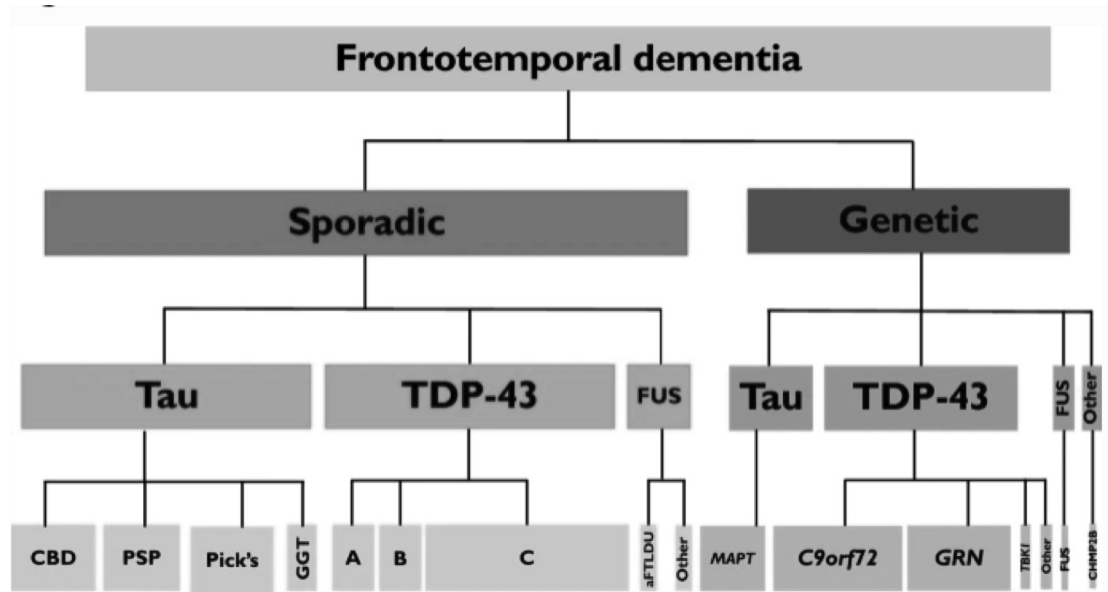 Frontotemporal dementia
Sporadic
Genetic
Tau
TDP-43
FUS
Tau
TDP-43
FUS
Other
CBD
PSP
Pick's
GGT
A
B
C
aFTLDU
Other
MAPT
C9orf72
GRN
TBK1
Other
FUS
CHMP2B